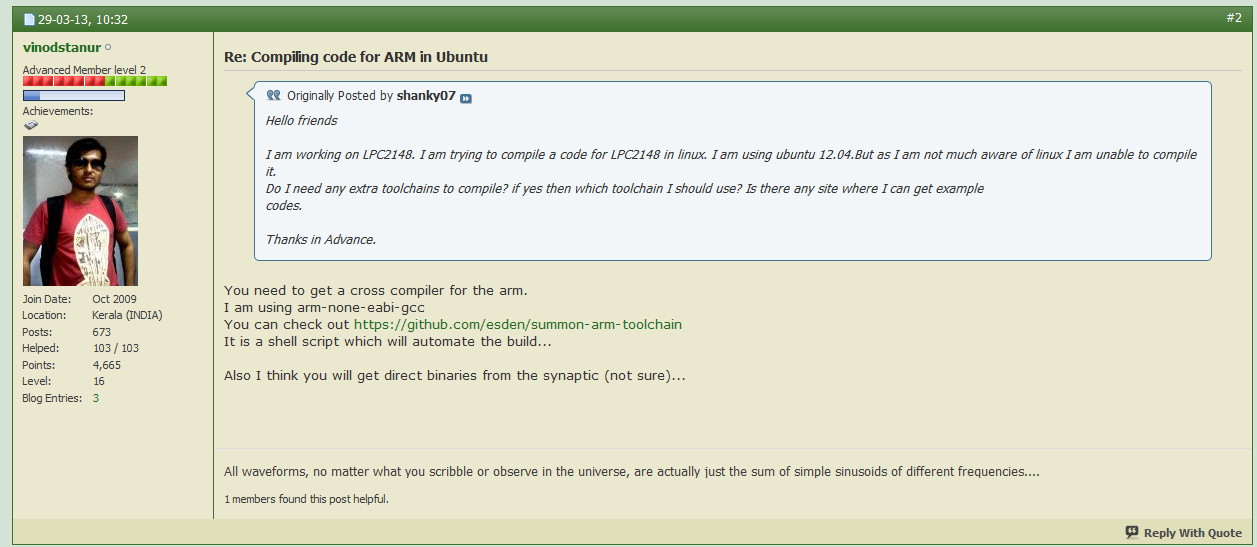 29-03-13, 10:32
#2
vinodstanur
Advanced Member level 2
Achievements:
Join Date: Oct 2009
Location: Kerala (INDIA)
Posts: 673
Helped: 103 / 103
Points: 4,665
Level: 16
Blog Entries: 3
Re: Compiling code for ARM in Ubuntu
Originally Posted by shanky07
Hello friends
I am working on LPC2148. I am trying to compile a code for LPC2148 in linux. I am using ubuntu 12.04.But as I am not much aware of linux I am unable to compile
it.
Do I need any extra toolchains to compile? if yes then which toolchain I should use? Is there any site where I can get example
codes.
Thanks in Advance.
You need to get a cross compiler for the arm.
I am using arm-none-eabi-gcc
You can check out https://github.com/esden/summon-arm-toolchain
It is a shell script which will automate the build...
Also I think you will get direct binaries from the synaptic (not sure)...
All waveforms, no matter what you scribble or observe in the universe, are actually just the sum of simple sinusoids of different frequencies....
1 members found this post helpful.
Reply With Quote